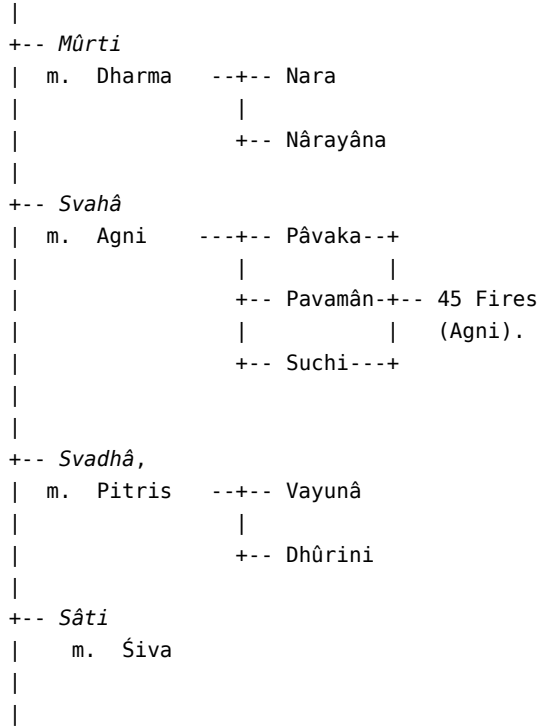 |
+-- Mûrti
|  m.  Dharma   --+-- Nara
|                 |
|                 +-- Nârayâna
|
+-- Svahâ
|  m.  Agni    ---+-- Pâvaka--+
|                 |           |
|                 +-- Pavamân-+-- 45 Fires
|                 |           |   (Agni).
|                 +-- Suchi---+
|
|
+-- Svadhâ,
|  m.  Pitris   --+-- Vayunâ
|                 |
|                 +-- Dhûrini
|
+-- Sâti
|    m.  Śiva
|
|